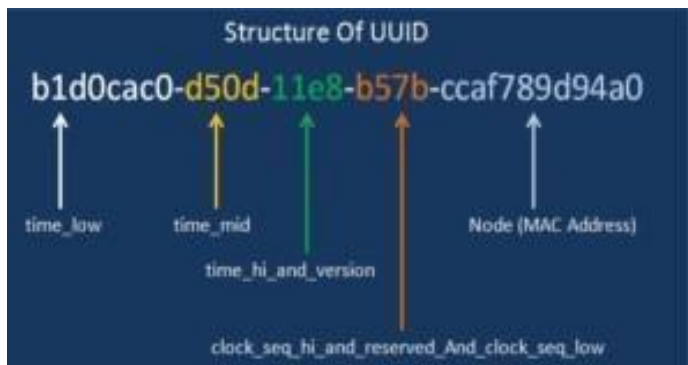 Structure Of UUID
b1d0cac0-d50d-11e8-b57b-ccaf789d94a0
time_low time_mid Node (MAC Address)
time_hi_and_version
clock_seq_hi_and_reserved_And_clock_seq_low